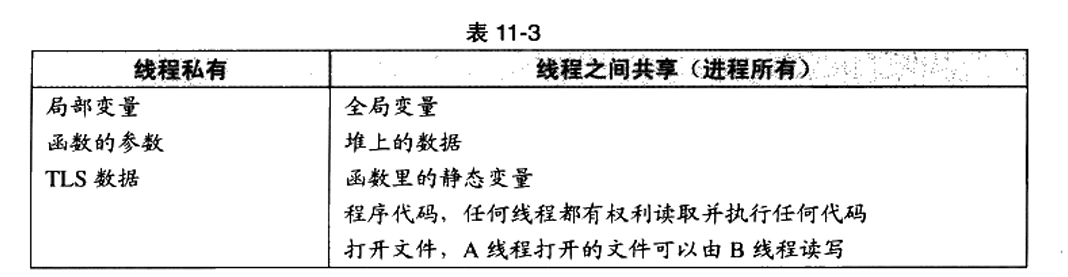 表 11-3
线程私有 线程之间共享（进程所有）
局部变量 全局变量
函数的参数 堆上的数据
TLS 数据 函数里的静态变量
程序代码，任何线程都有权利读取并执行任何代码
打开文件，A 线程打开的文件可以由 B 线程读写